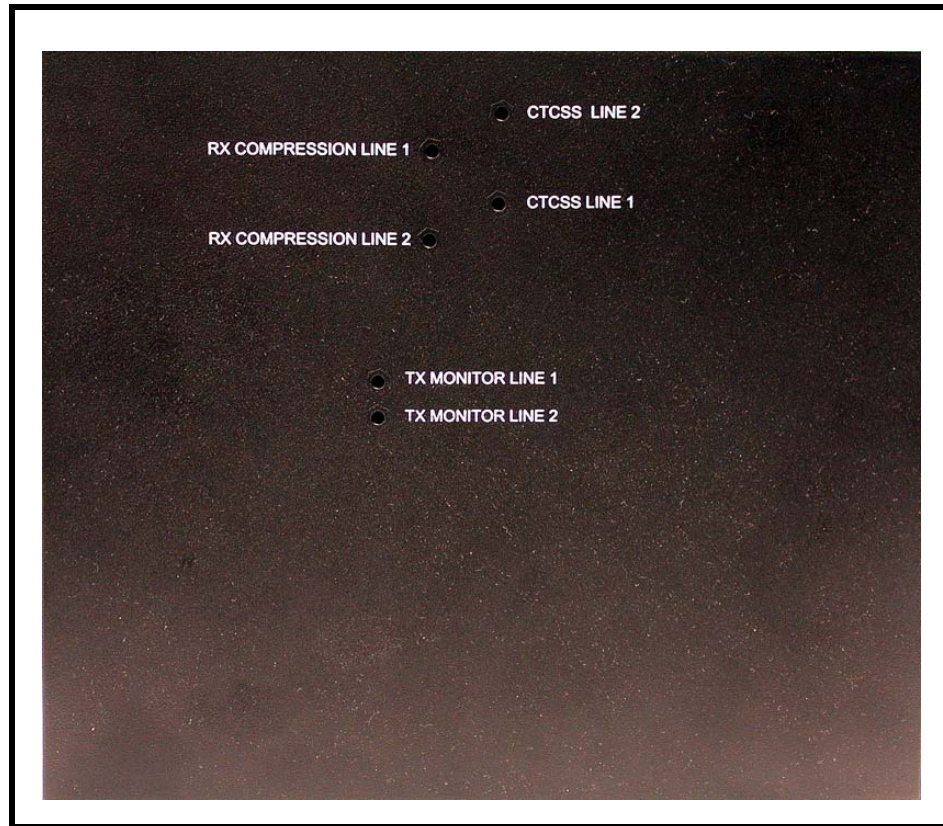 CTCSS LINE 2
RX COMPRESSION LINE 1
CTCSS LINE 1
RX COMPRESSION LINE 2
TX MONITOR LINE 1
TX MONITOR LINE 2